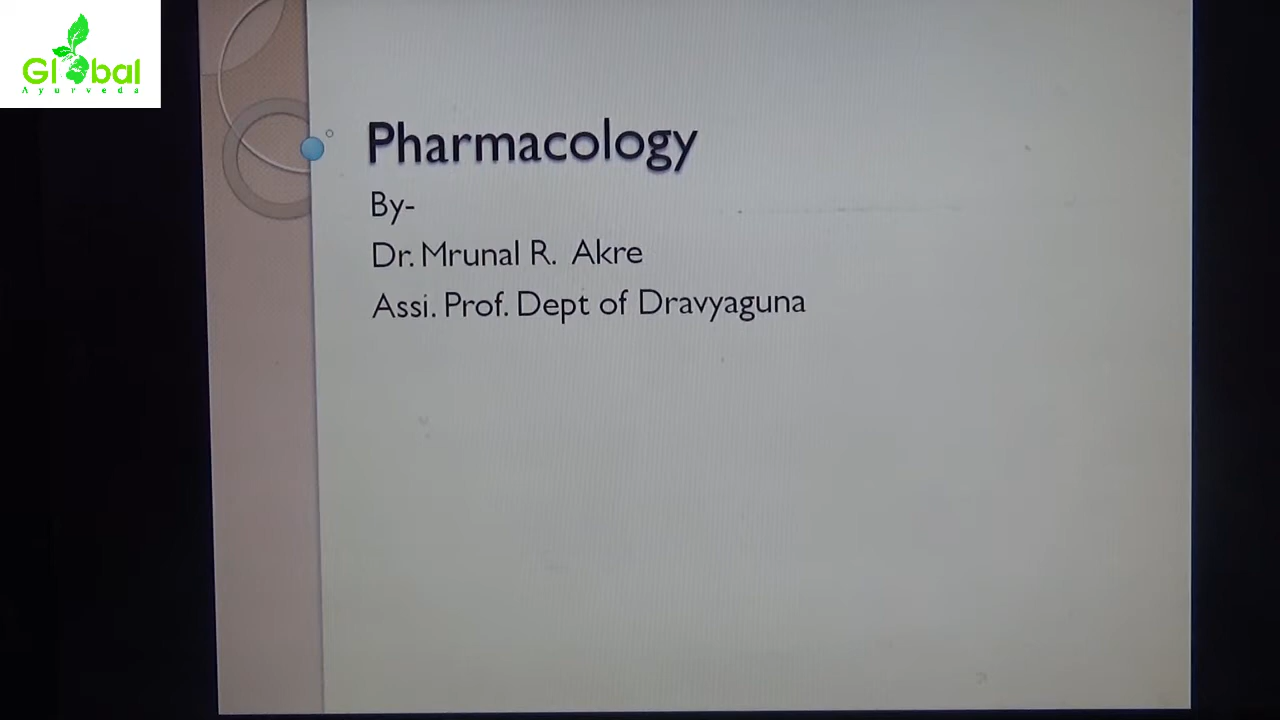 Global
Ayurveda
Pharmacology
By-
Dr. Mrunal R. Akre
Assi. Prof. Dept of Dravyaguna